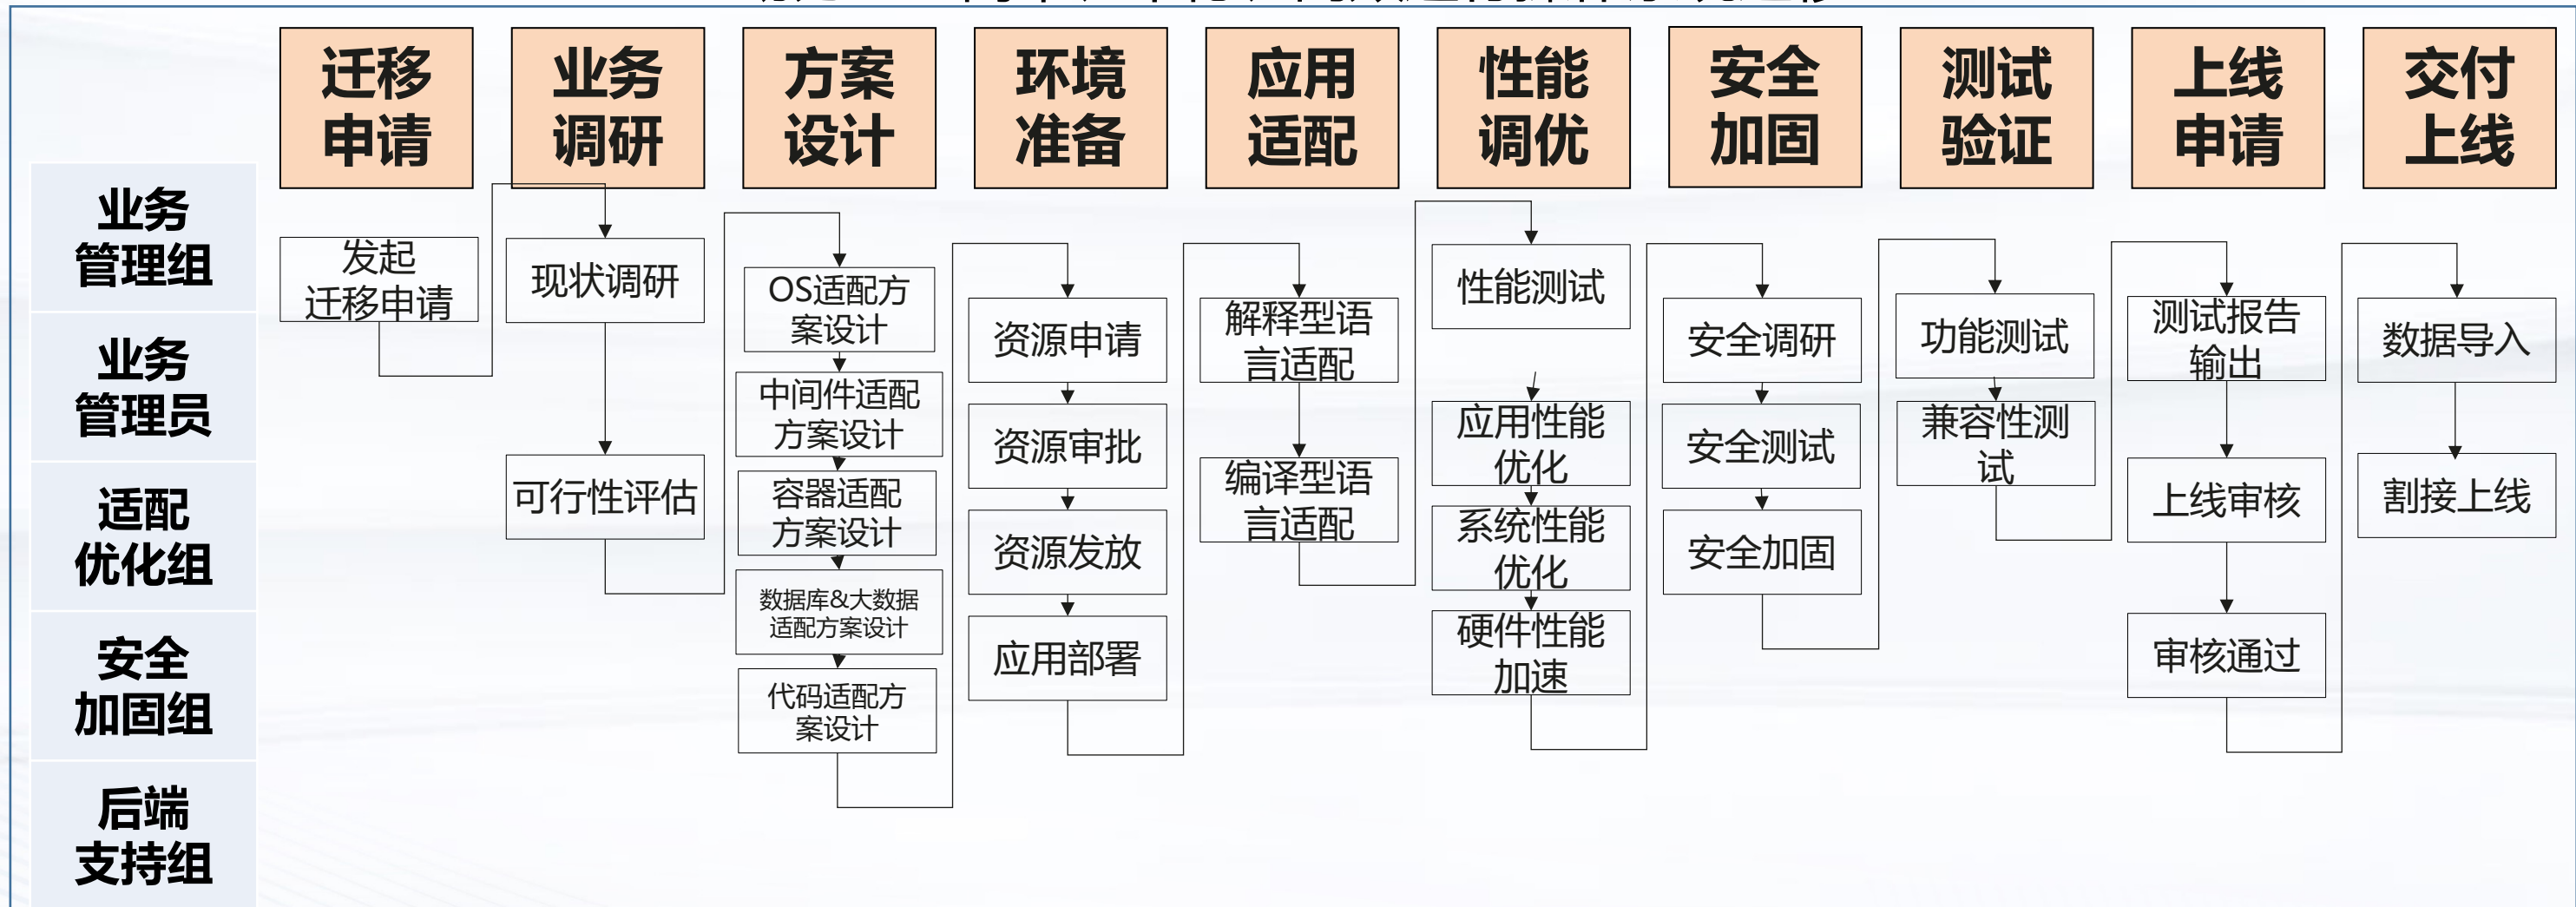 迁移
申请
业务
调研
方案
设计
环境
准备
应用
适配
性能
调优
安全
加固
测试
验证
上线
申请
交付
上线
业务
管理组
业务
管理员
适配
优化组
安全
加固组
后端
支持组
发起
迁移申请
现状调研
可行性评估
OS适配方
案设计
中间件适配
方案设计
容器适配
方案设计
数据库&大数据
适配方案设计
代码适配方
案设计
资源申请
资源审批
资源发放
应用部署
解释型语
言适配
编译型语
言适配
性能测试
应用性能
优化
系统性能
优化
硬件性能
加速
安全调研
安全测试
安全加固
功能测试
兼容性测
试
测试报告
输出
上线审核
审核通过
数据导入
割接上线